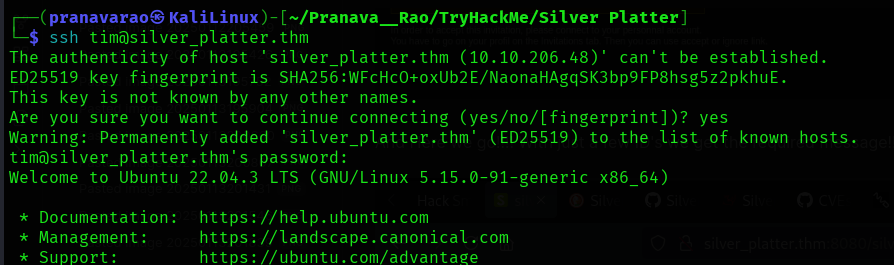 ┌──(pranavarao㉿KaliLinux)-[~/Pranava__Rao/TryHackMe/Silver Platter]
└─$ ssh tim@silver_platter.thm
The authenticity of host 'silver_platter.thm (10.10.206.48)' can't be established.
ED25519 key fingerprint is SHA256:WFcHcO+oxUb2E/NaonaHAgqSK3bp9FP8hsg5z2pkhuE.
This key is not known by any other names.
Are you sure you want to continue connecting (yes/no/[fingerprint])? yes
Warning: Permanently added 'silver_platter.thm' (ED25519) to the list of known hosts.
tim@silver_platter.thm's password:
Welcome to Ubuntu 22.04.3 LTS (GNU/Linux 5.15.0-91-generic x86_64)
* Documentation:  https://help.ubuntu.com
* Management:     https://landscape.canonical.com
* Support:        https://ubuntu.com/advantage